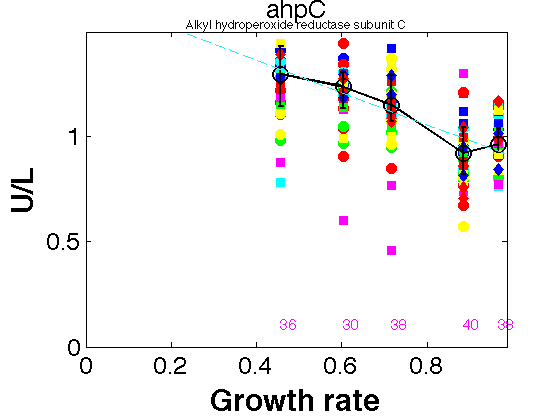 ahpC
Alkyl hydroperoxide reductase subunit C
U/L
1
0.5
0
36 30 38 40 38
0 0.2 0.4 0.6 0.8
Growth rate